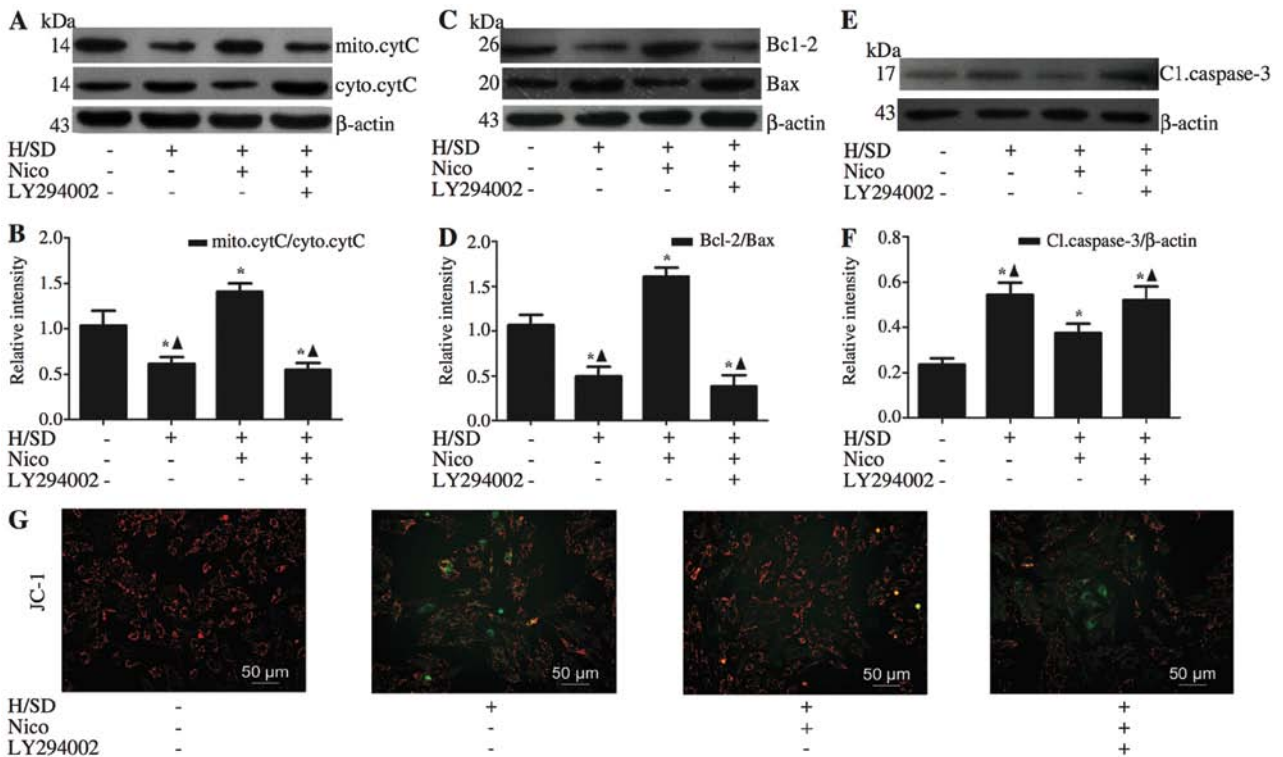 A
kDa
14 mito.cytC
14 cyto.cytC
43 β-actin
H/SD - + + +
Nico - - + +
LY294002 - - - +
C
kDa
26 Bc1-2
20 Bax
43 β-actin
- + + +
- - + +
- - - +
E
kDa
17 C1.caspase-3
43 β-actin
H/SD - + + +
Nico - - + +
LY294002 - - - +
B
mito.cytC/cyto.cytC
Relative intensity
2.0
1.5
1.0
0.5
0.0
*▲
*
*▲
H/SD - + + +
Nico - - + +
LY294002 - - - +
D
Bcl-2/Bax
Relative intensity
2.0
1.5
1.0
0.5
0.0
*▲
*
*▲
H/SD - + + +
Nico - - + +
LY294002 - - - +
F
Cl.caspase-3/β-actin
Relative intensity
0.8
0.6
0.4
0.2
0.0
*▲
*
*▲
H/SD - + + +
Nico - - + +
LY294002 - - - +
G
JC-1
50 µm
50 µm
50 µm
50 µm
H/SD - + + +
Nico - - + +
LY294002 - - - +